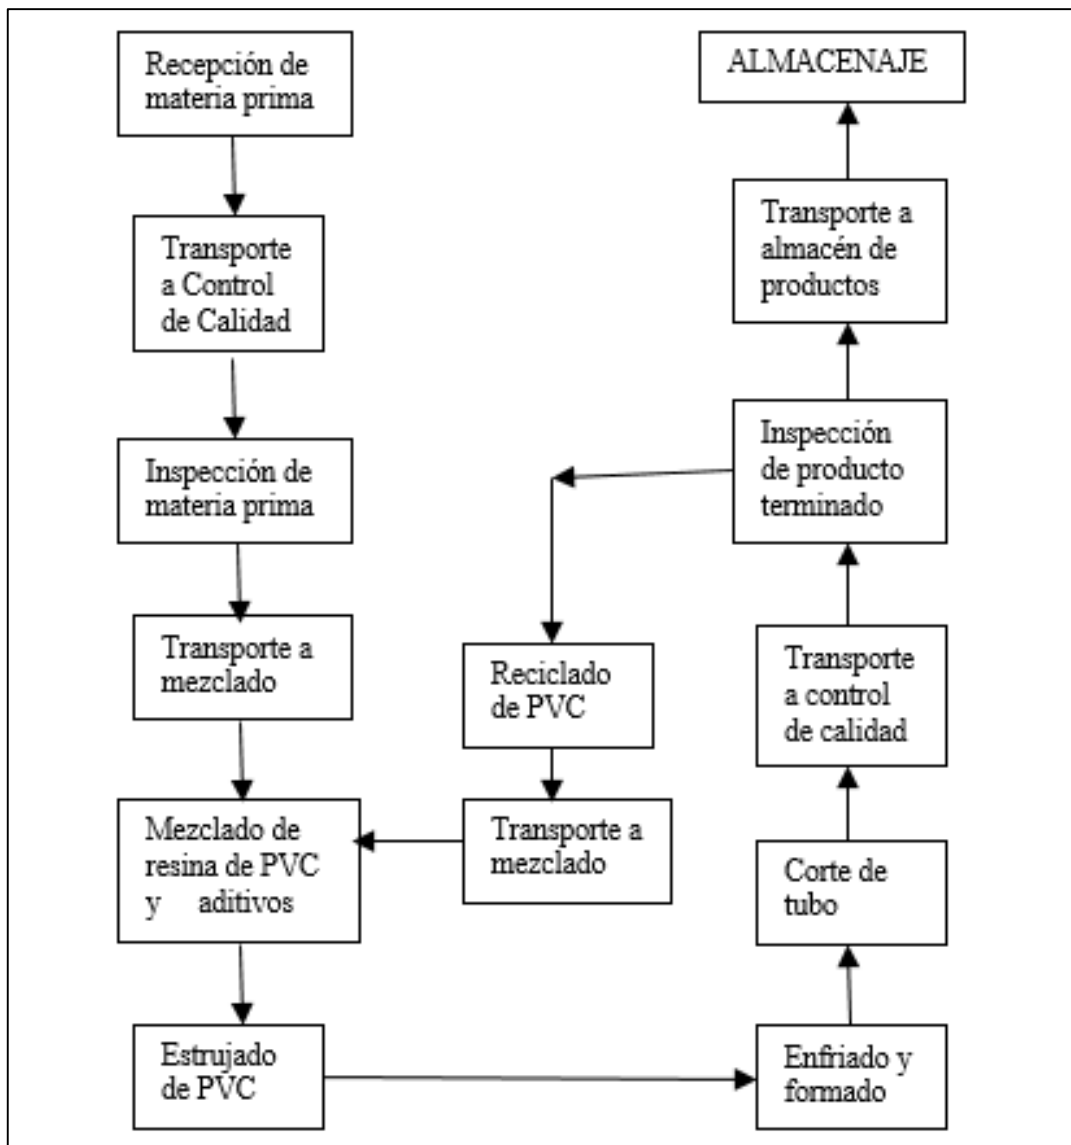 Recepción de
materia prima
Transporte
a Control
de Calidad
Inspección de
materia prima
Transporte a
mezclado
Mezclado de
resina de PVC
y aditivos
Estrujado
de PVC
Reciclado
de PVC
Transporte a
mezclado
ALMACENAJE
Transporte a
almacén de
productos
Inspección
de producto
terminado
Transporte
a control
de calidad
Corte de
tubo
Enfriado y
formado